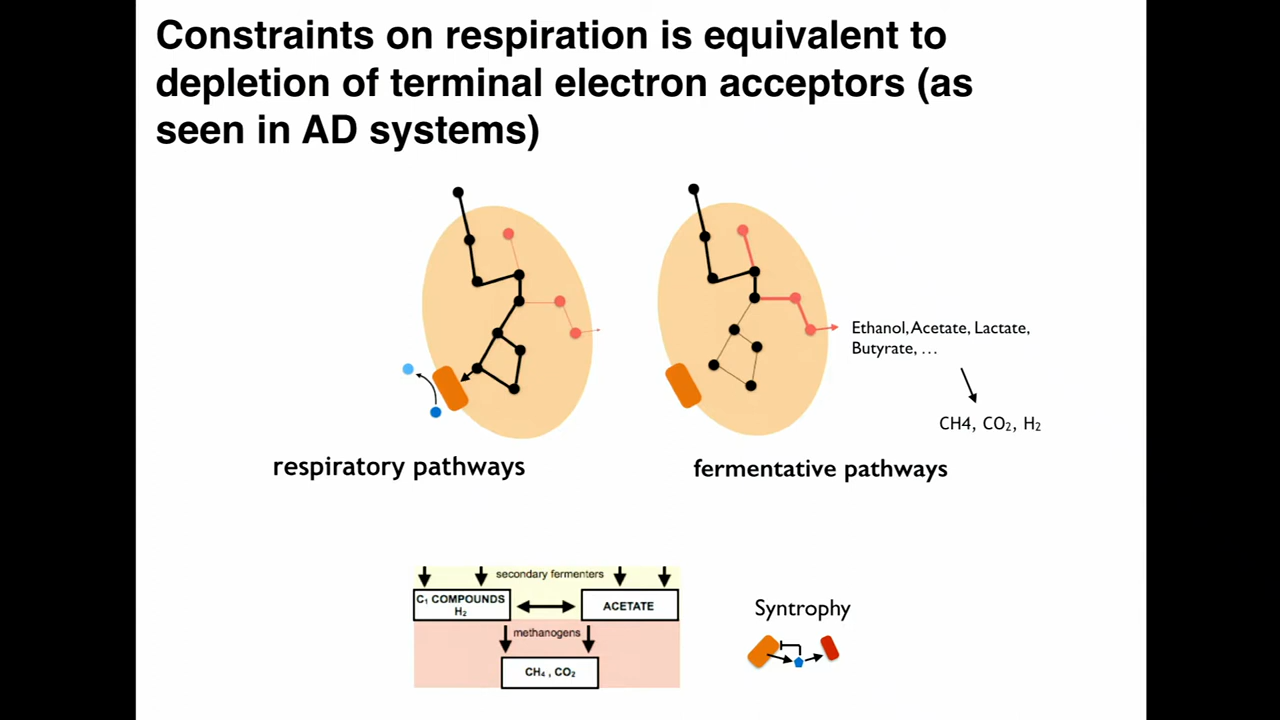 Constraints on respiration is equivalent to
depletion of terminal electron acceptors (as
seen in AD systems)
Ethanol, Acetate, Lactate,
Butyrate, …
CH4, CO₂, H₂
respiratory pathways
fermentative pathways
secondary fermenters
C₁ COMPOUNDS
H₂
ACETATE
methanogens
CH₄ , CO₂
Syntrophy